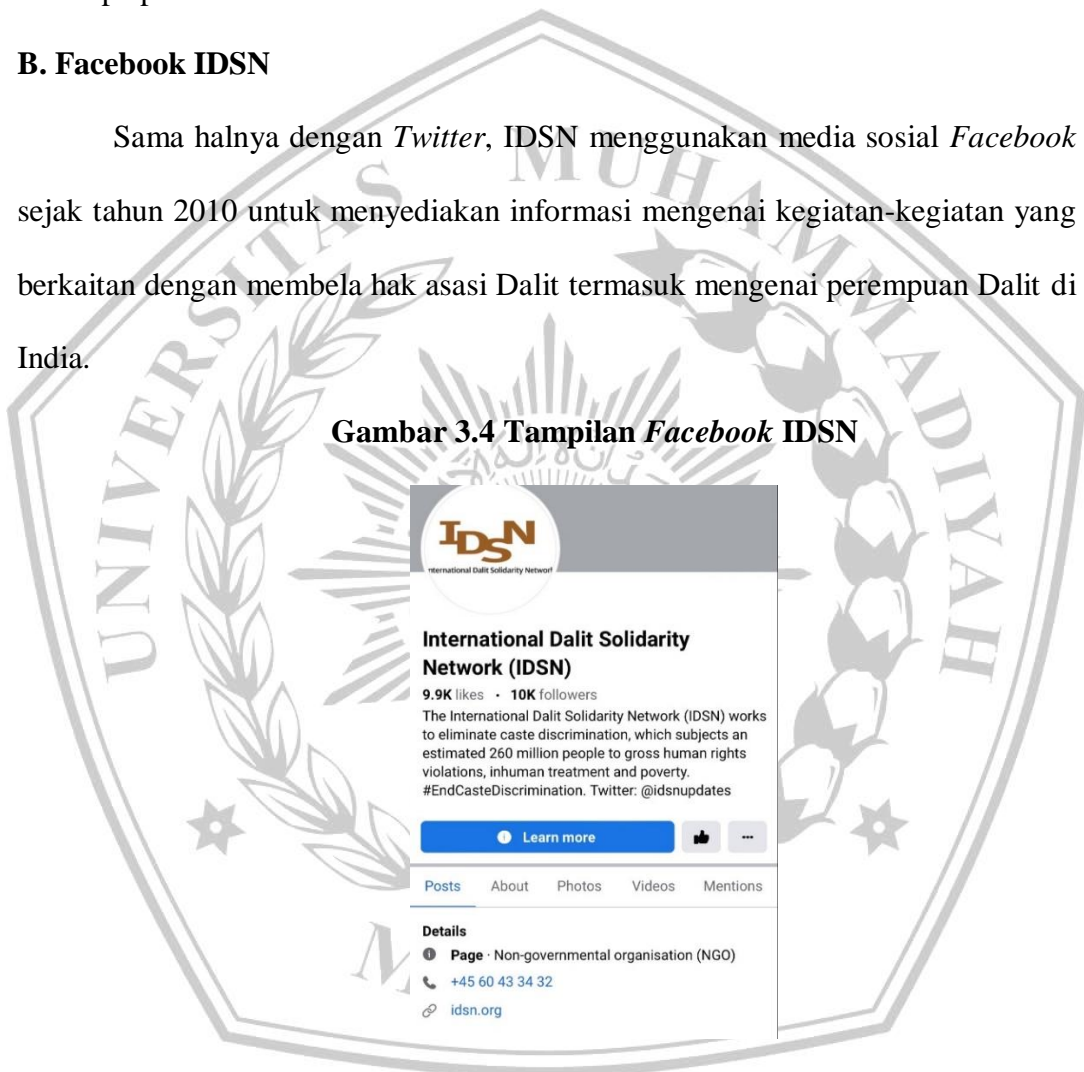 B. Facebook IDSN
Sama halnya dengan Twitter, IDSN menggunakan media sosial Facebook
sejak tahun 2010 untuk menyediakan informasi mengenai kegiatan-kegiatan yang
berkaitan dengan membela hak asasi Dalit termasuk mengenai perempuan Dalit di
India.
Gambar 3.4 Tampilan Facebook IDSN
IDSN
International Dalit Solidarity Network
International Dalit Solidarity
Network (IDSN)
9.9K likes · 10K followers
The International Dalit Solidarity Network (IDSN) works
to eliminate caste discrimination, which subjects an
estimated 260 million people to gross human rights
violations, inhuman treatment and poverty.
#EndCasteDiscrimination. Twitter: @idsnupdates
Learn more
Posts About Photos Videos Mentions
Details
Page · Non-governmental organisation (NGO)
+45 60 43 34 32
idsn.org
UNIVERSITAS MUHAMMADIYAH